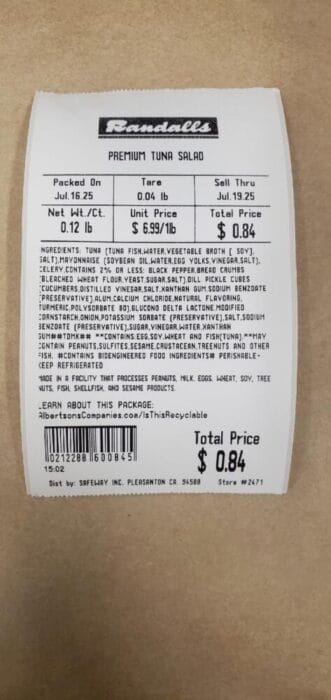 Randalls
PREMIUM TUNA SALAD
Packed On Tare Sell Thru
Jul.16.25 0.04 lb Jul.19.25
Net Wt./Ct. Unit Price Total Price
0.12 lb $ 6.99/lb $ 0.84
INGREDIENTS: TUNA [TUNA FISH,WATER,VEGETABLE BROTH ( SOY),
SALT],MAYONNAISE (SOYBEAN OIL,WATER,EGG YOLKS,VINEGAR,SALT),
CELERY,CONTAINS 2% OR LESS: BLACK PEPPER,BREAD CRUMBS
(BLEACHED WHEAT FLOUR,YEAST,SUGAR,SALT),DILL PICKLE CUBES
(CUCUMBERS,DISTILLED VINEGAR,SALT,XANTHAN GUM,SODIUM BENZOATE
(PRESERVATIVE),ALUM,CALCIUM CHLORIDE,NATURAL FLAVORING,
TURMERIC,POLYSORBATE 80),GLUCONO DELTA LACTONE,MODIFIED
CORNSTARCH,ONION,POTASSIUM SORBATE (PRESERVATIVE),SALT,SODIUM
BENZOATE (PRESERVATIVE),SUGAR,VINEGAR,WATER,XANTHAN
GUM##TDMK## **CONTAINS:EGG,SOY,WHEAT AND FISH(TUNA).**MAY
CONTAIN PEANUTS,SULFITES,SESAME,CRUSTACEAN,TREENUTS AND OTHER
FISH. #CONTAINS BIOENGINEERED FOOD INGREDIENTS# PERISHABLE-
KEEP REFRIGERATED
MADE IN A FACILITY THAT PROCESSES PEANUTS, MILK, EGGS, WHEAT, SOY, TREE
NUTS, FISH, SHELLFISH, AND SESAME PRODUCTS.
LEARN ABOUT THIS PACKAGE:
AlbertsonsCompanies.com/IsThisRecyclable
Total Price
$ 0.84
0212288 600845
15:02
Dist by: SAFEWAY INC. PLEASANTON CA. 94588 Store #2471